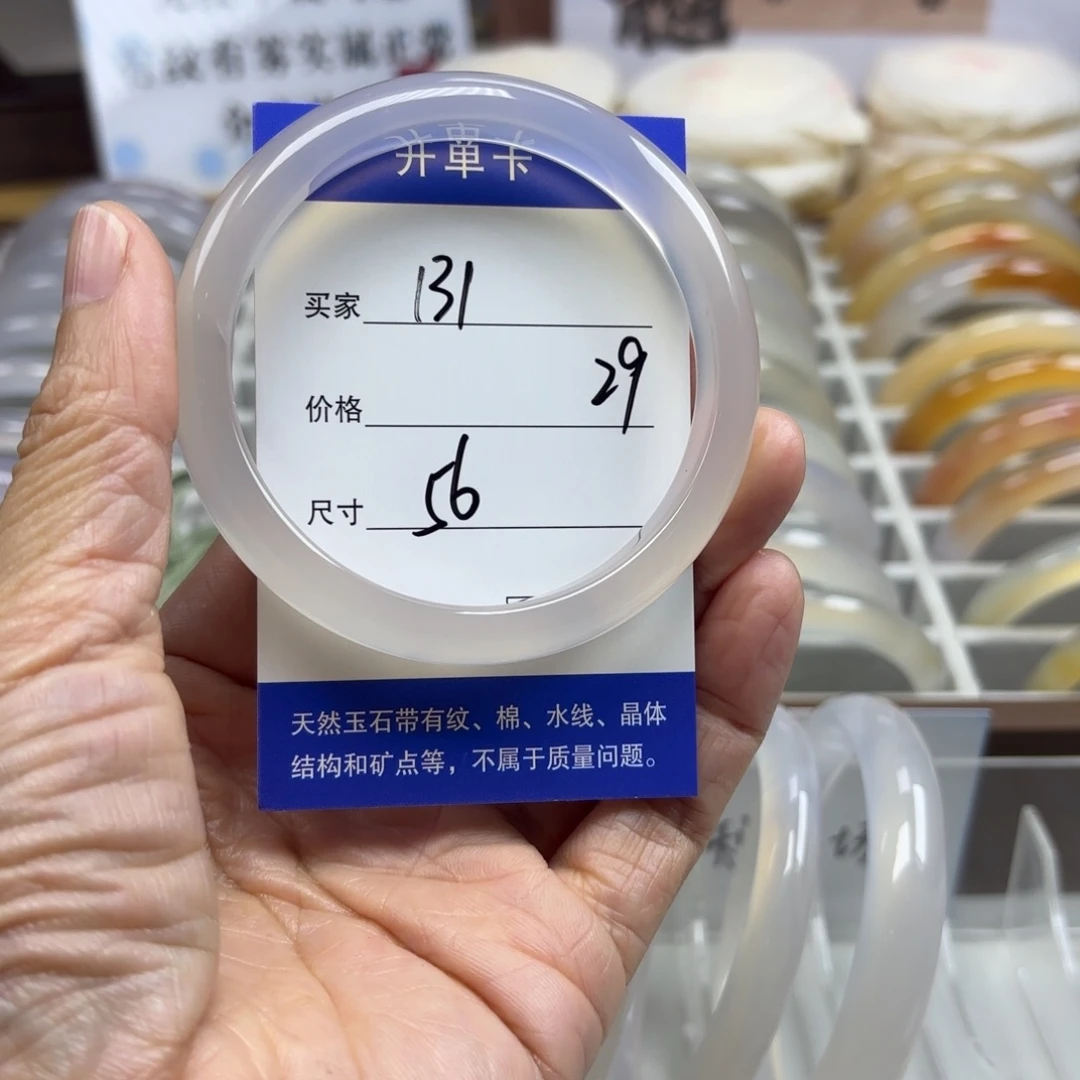 开单卡
买家 131
价格 29
尺寸 56
天然玉石带有纹、棉、水线、晶体
结构和矿点等，不属于质量问题。